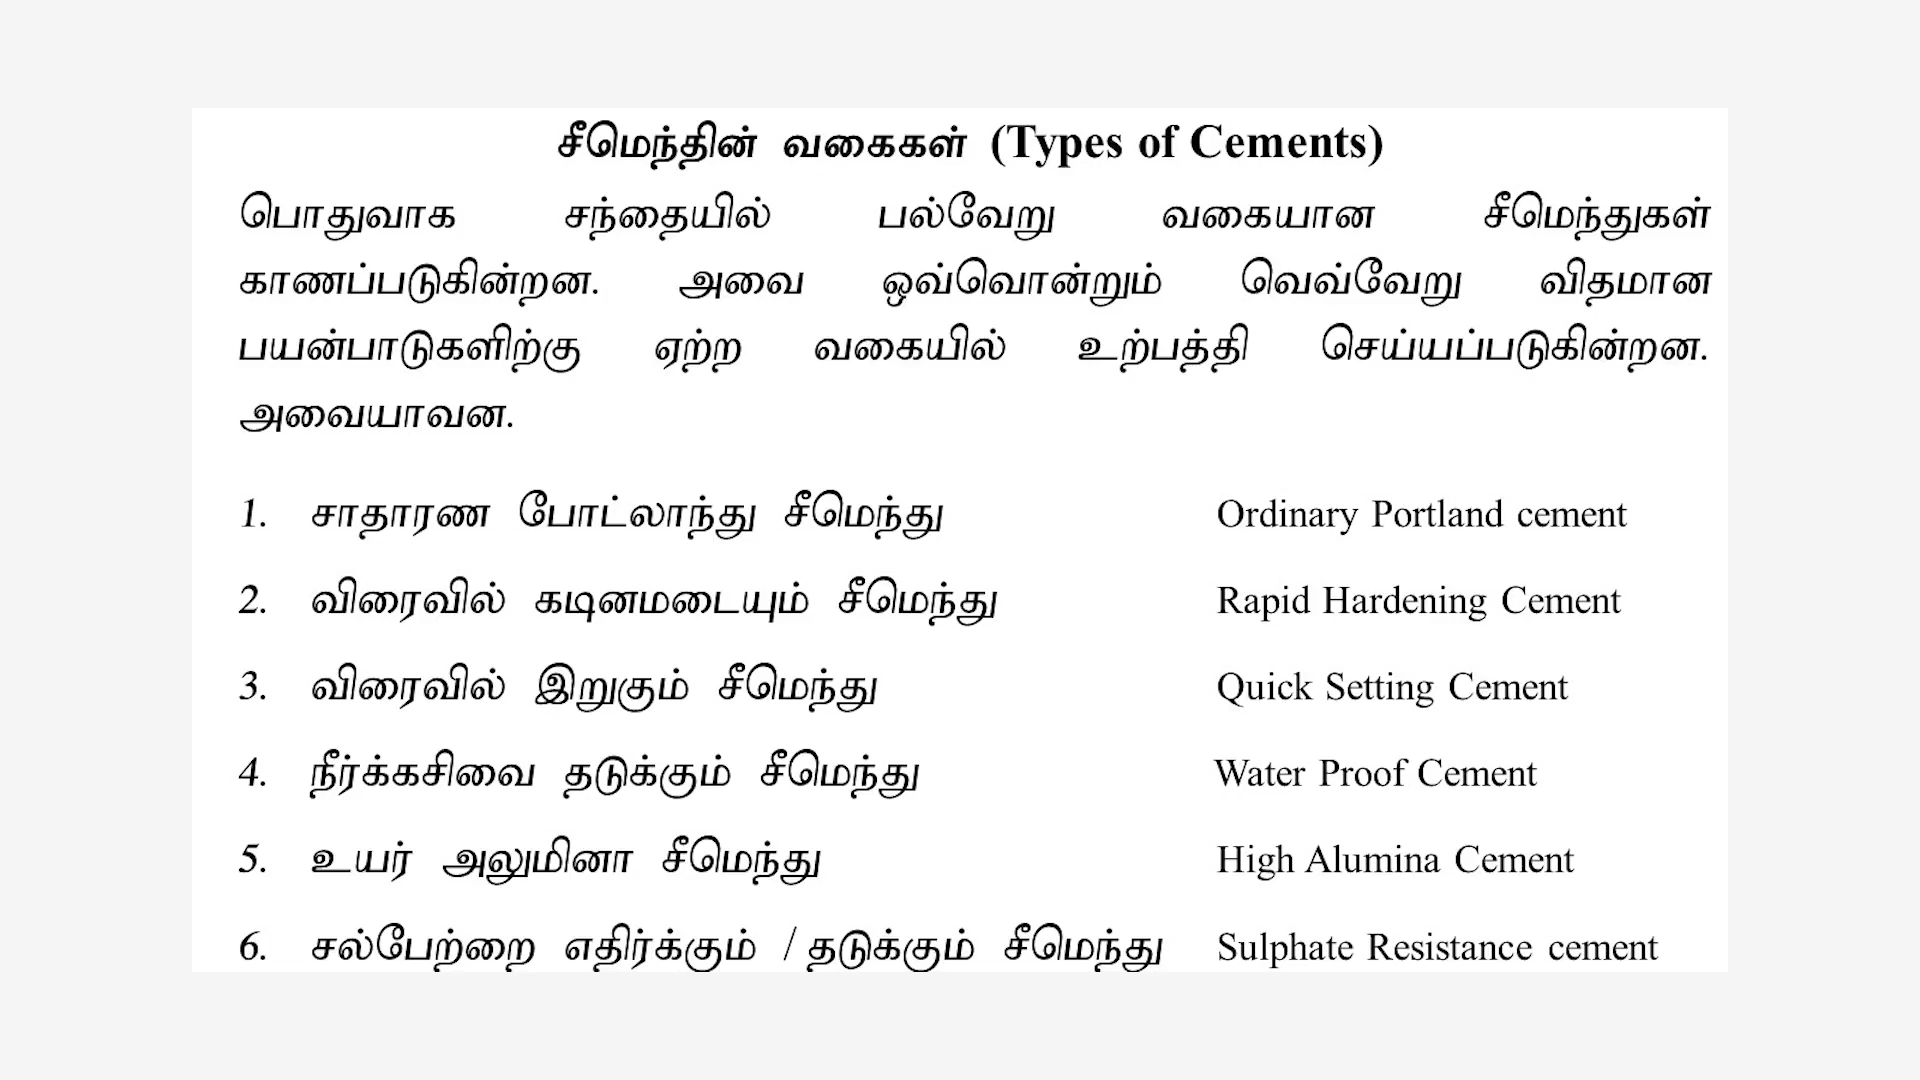 சீமெந்தின் வகைகள் (Types of Cements)
பொதுவாக சந்தையில் பல்வேறு வகையான சீமெந்துகள்
காணப்படுகின்றன. அவை ஒவ்வொன்றும் வெவ்வேறு விதமான
பயன்பாடுகளிற்கு ஏற்ற வகையில் உற்பத்தி செய்யப்படுகின்றன.
அவையாவன.
1. சாதாரண போட்லாந்து சீமெந்து Ordinary Portland cement
2. விரைவில் கடினமடையும் சீமெந்து Rapid Hardening Cement
3. விரைவில் இறுகும் சீமெந்து Quick Setting Cement
4. நீர்க்கசிவை தடுக்கும் சீமெந்து Water Proof Cement
5. உயர் அலுமினா சீமெந்து High Alumina Cement
6. சல்பேற்றை எதிர்க்கும் / தடுக்கும் சீமெந்து Sulphate Resistance cement